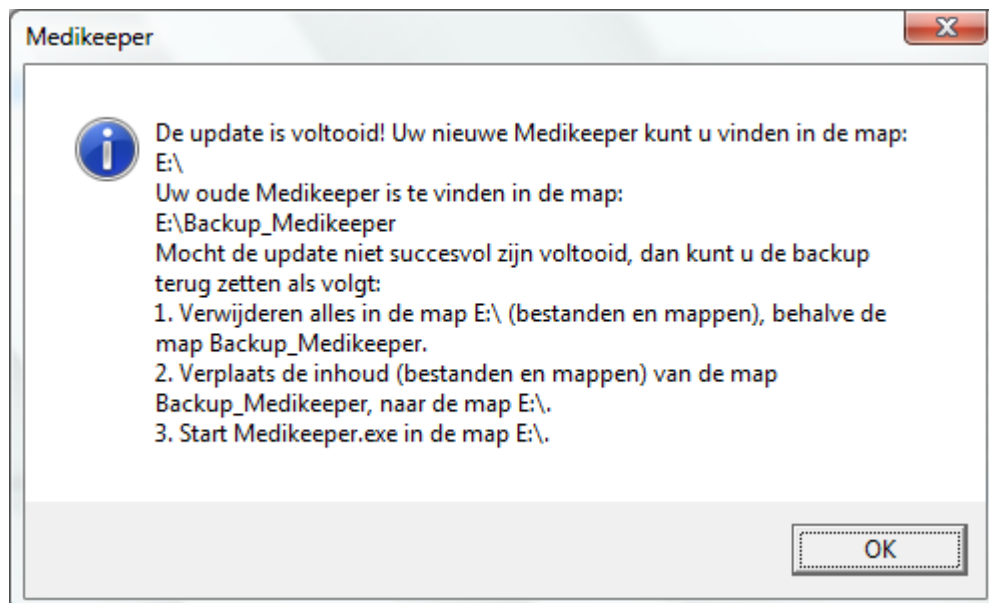 Medikeeper
De update is voltooid! Uw nieuwe Medikeeper kunt u vinden in de map:
E:\
Uw oude Medikeeper is te vinden in de map:
E:\Backup_Medikeeper
Mocht de update niet succesvol zijn voltooid, dan kunt u de backup
terug zetten als volgt:
1. Verwijderen alles in de map E:\ (bestanden en mappen), behalve de
map Backup_Medikeeper.
2. Verplaats de inhoud (bestanden en mappen) van de map
Backup_Medikeeper, naar de map E:\.
3. Start Medikeeper.exe in de map E:\.
OK